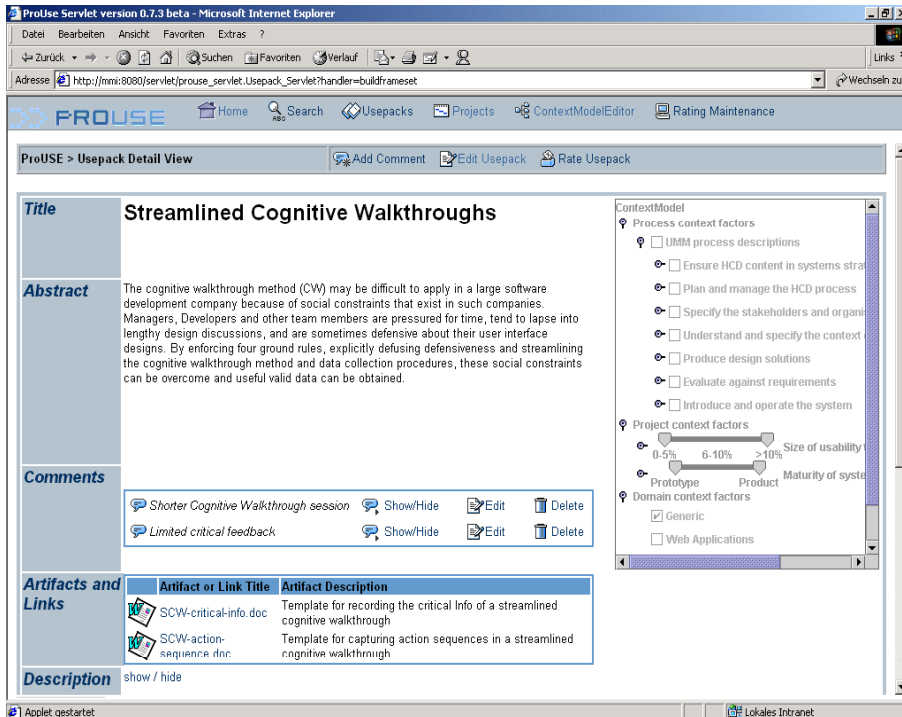 ProUse Servlet version 0.7.3 beta - Microsoft Internet Explorer
Datei Bearbeiten Ansicht Favoriten Extras ?
Zurück Suchen Favoriten Verlauf Links
Adresse http://mmi:8080/servlet/prouse_servlet.Usepack_Servlet?handler=buildframeset Wechseln zu
PROUSE Home Search Usepacks Projects ContextModelEditor Rating Maintenance
ProUSE > Usepack Detail View Add Comment Edit Usepack Rate Usepack
Title
Streamlined Cognitive Walkthroughs
Abstract
The cognitive walkthrough method (CW) may be difficult to apply in a large software
development company because of social constraints that exist in such companies.
Managers, Developers and other team members are pressured for time, tend to lapse into
lengthy design discussions, and are sometimes defensive about their user interface
designs. By enforcing four ground rules, explicitly defusing defensiveness and streamlining
the cognitive walkthrough method and data collection procedures, these social constraints
can be overcome and useful valid data can be obtained.
Comments
Shorter Cognitive Walkthrough session Show/Hide Edit Delete
Limited critical feedback Show/Hide Edit Delete
Artifacts and
Links
Artifact or Link Title Artifact Description
SCW-critical-info.doc
Template for recording the critical Info of a streamlined
cognitive walkthrough
SCW-action-
sequence.doc
Template for capturing action sequences in a streamlined
cognitive walkthrough
Description show / hide
ContextModel
Process context factors
UMM process descriptions
Ensure HCD content in systems strat
Plan and manage the HCD process
Specify the stakeholders and organis
Understand and specify the context
Produce design solutions
Evaluate against requirements
Introduce and operate the system
Project context factors
0-5% 6-10% >10% Size of usability
Prototype Product Maturity of syste
Domain context factors
Generic
Web Applications
Applet gestartet Lokales Intranet